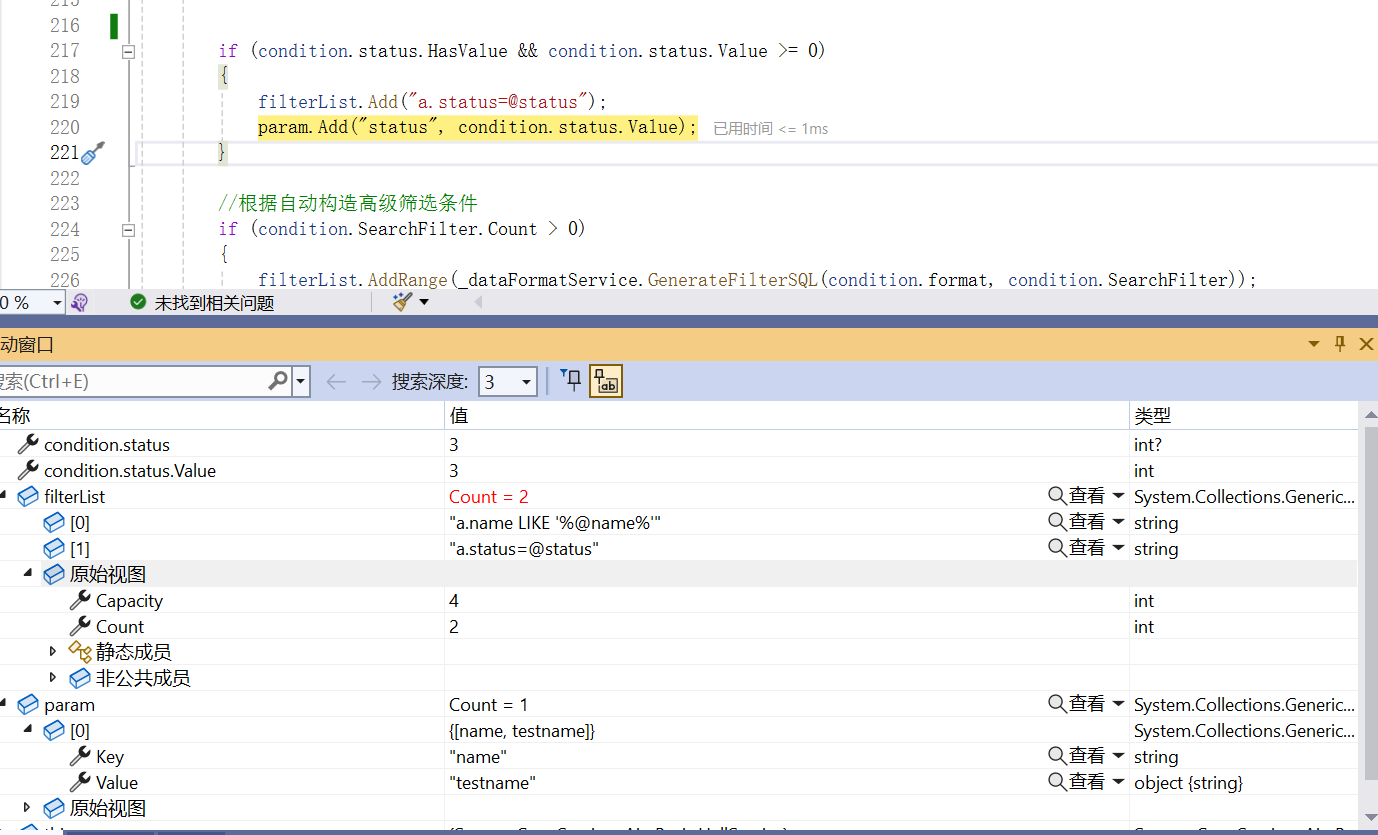 215
216
217 if (condition.status.HasValue && condition.status.Value >= 0)
218 {
219 filterList.Add("a.status=@status");
220 param.Add("status", condition.status.Value); 已用时间 <= 1ms
221 }
222
223 //根据自动构造高级筛选条件
224 if (condition.SearchFilter.Count > 0)
225 {
226 filterList.AddRange(_dataFormatService.GenerateFilterSQL(condition.format, condition.SearchFilter));
0 % 未找到相关问题
动窗口
搜索(Ctrl+E) 搜索深度: 3
名称 值 类型
condition.status 3 int?
condition.status.Value 3 int
filterList Count = 2 查看 System.Collections.Generic...
[0] "a.name LIKE '%@name%'" 查看 string
[1] "a.status=@status" 查看 string
原始视图
Capacity 4 int
Count 2 int
静态成员
非公共成员
param Count = 1 查看 System.Collections.Generic...
[0] {[name, testname]} System.Collections.Generic...
Key "name" 查看 string
Value "testname" 查看 object {string}
原始视图